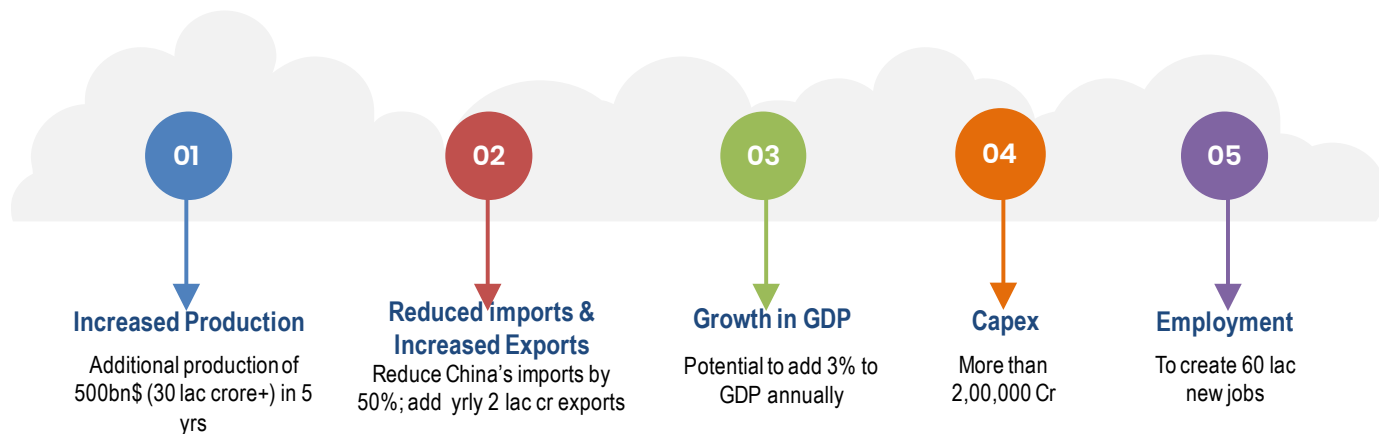 01
02
03
04
05
Increased Production
Additional production of
500bn$ (30 lac crore+) in 5
yrs
Reduced imports &
Increased Exports
Reduce China's imports by
50%; add yrly 2 lac cr exports
Growth in GDP
Potential to add 3% to
GDP annually
Capex
More than
2,00,000 Cr
Employment
To create 60 lac
new jobs